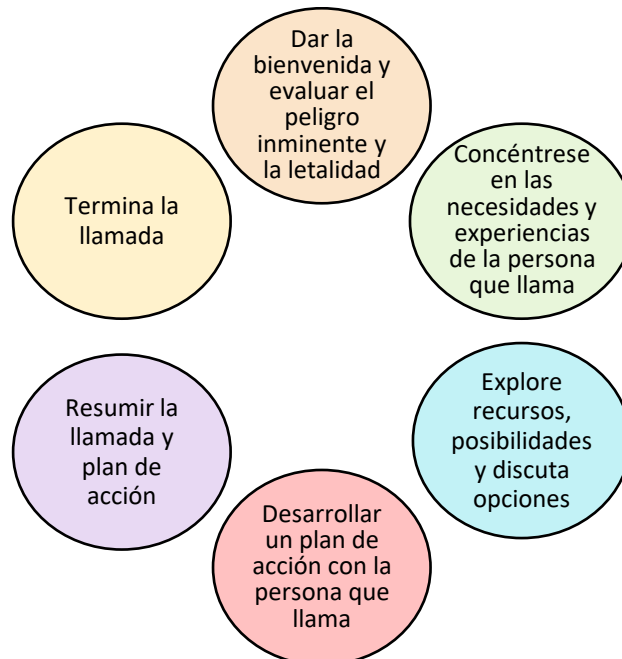 Dar la
bienvenida y
evaluar el
peligro
inminente y
la letalidad
Concéntrese
en las
necesidades y
experiencias
de la persona
que llama
Explore
recursos,
posibilidades
y discuta
opciones
Desarrollar
un plan de
acción con la
persona que
llama
Resumir la
llamada y
plan de
acción
Termina la
llamada